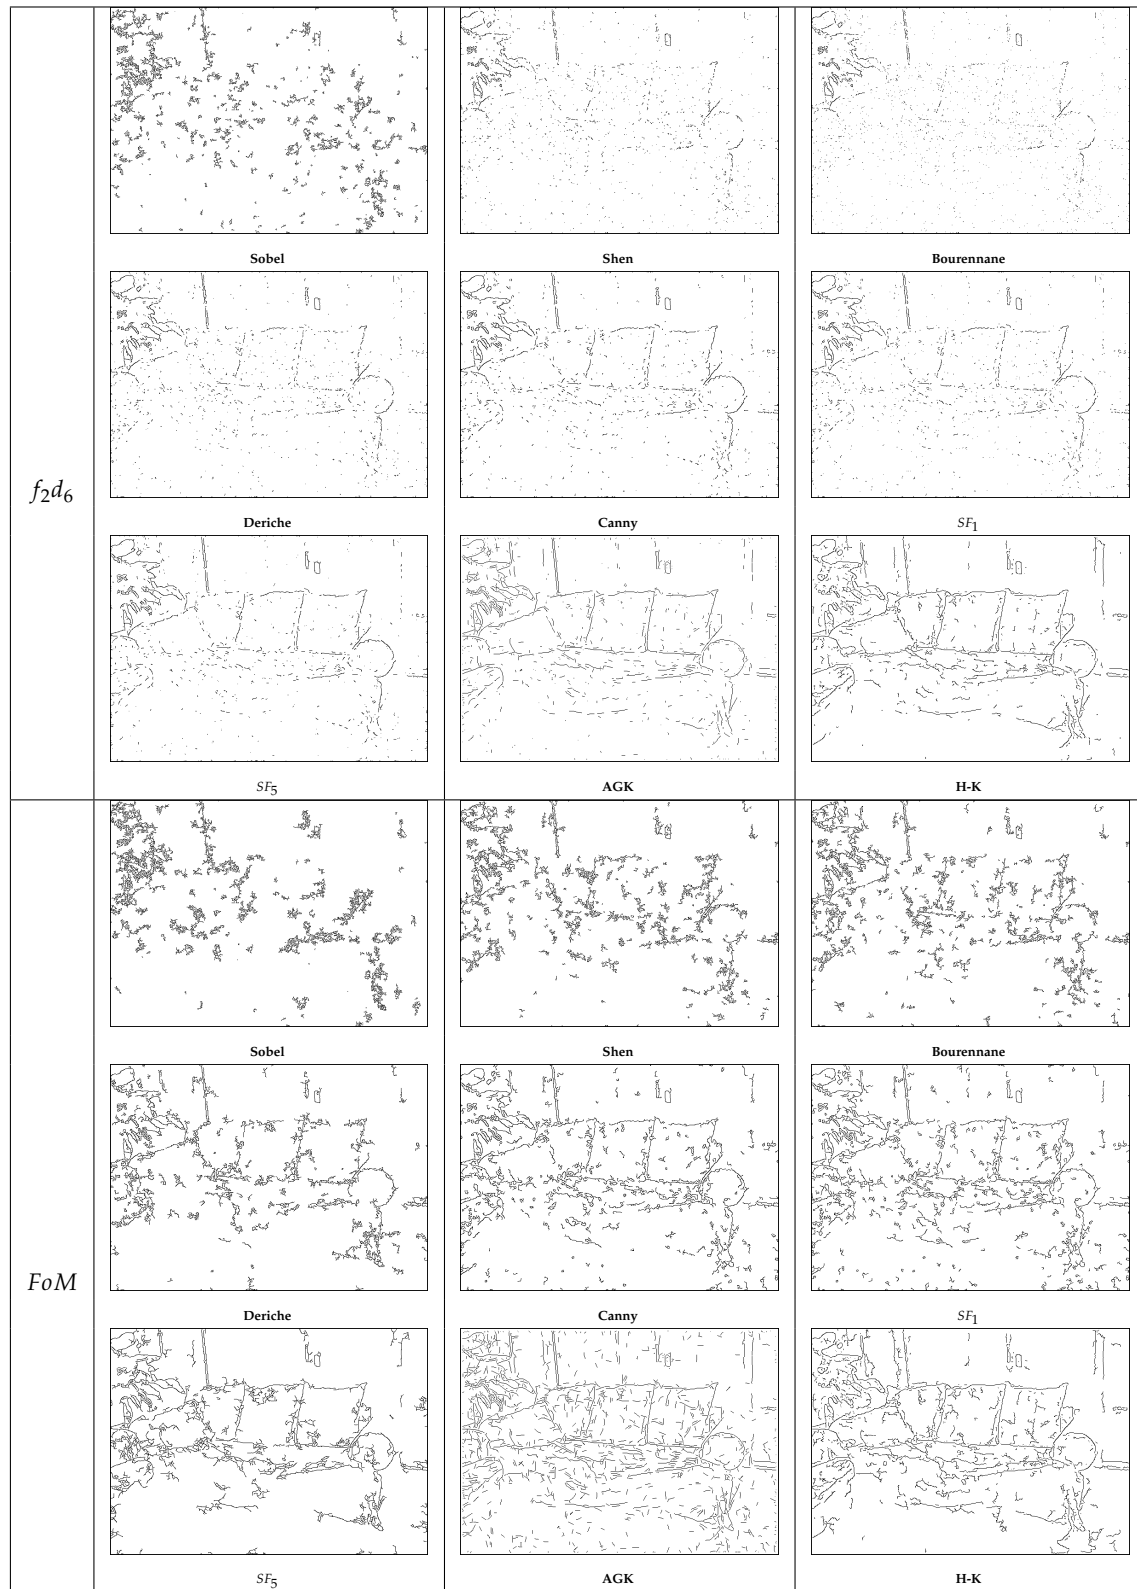 Sobel Shen Bourennane
f₂d₆
Deriche Canny SF₁
SF₅ AGK H-K
Sobel Shen Bourennane
FoM
Deriche Canny SF₁
SF₅ AGK H-K